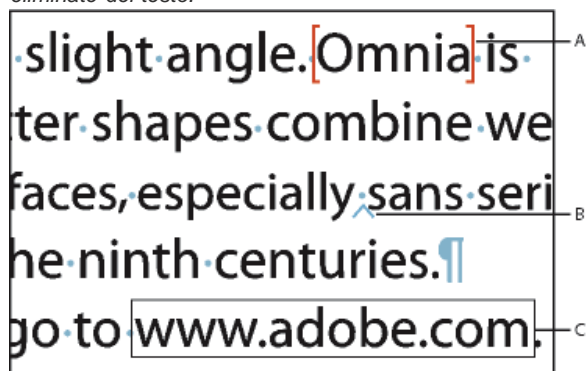 eliminato del testo.
slight angle. [Omnia] is
A
tter shapes combine we
faces, especially sans seri
B
he ninth centuries.¶
go to www.adobe.com.
C